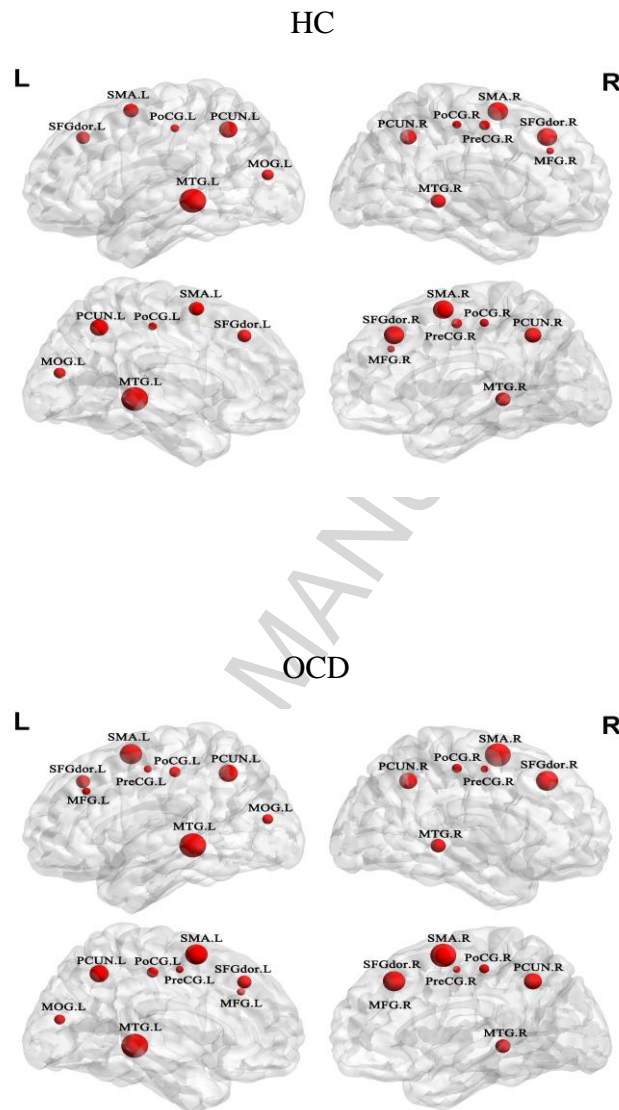 HC
L
R
SMA.L
PoCG.L
PCUN.L
SFGdor.L
MOG.L
MTG.L
SMA.R
PoCG.R
SFGdor.R
PCUN.R
PreCG.R
MFG.R
MTG.R
SMA.L
PCUN.L
PoCG.L
SFGdor.L
MOG.L
MTG.L
SMA.R
SFGdor.R
PoCG.R
PCUN.R
PreCG.R
MFG.R
MTG.R
MANU
OCD
L
R
SMA.L
PoCG.L
PCUN.L
SFGdor.L
PreCG.L
MFG.L
MOG.L
MTG.L
SMA.R
PoCG.R
SFGdor.R
PCUN.R
PreCG.R
MTG.R
SMA.L
PCUN.L
PoCG.L
PreCG.L
SFGdor.L
MFG.L
MOG.L
MTG.L
SMA.R
SFGdor.R
PoCG.R
PCUN.R
PreCG.R
MFG.R
MTG.R